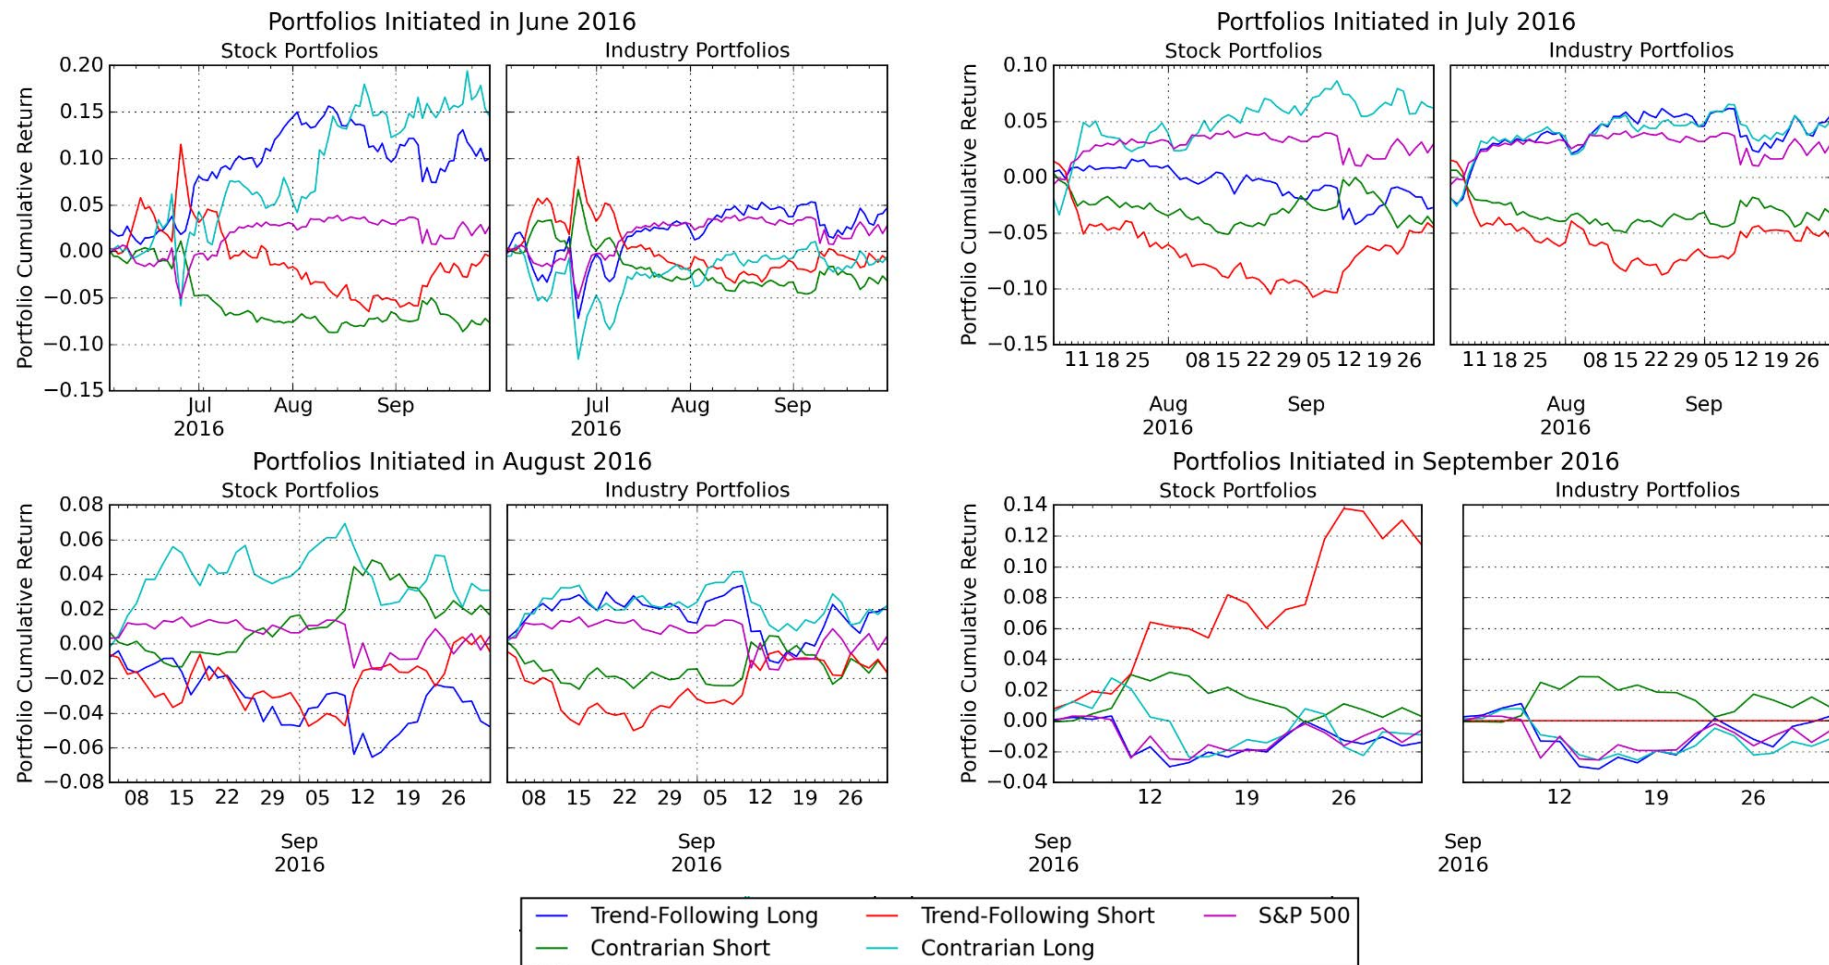 Portfolios Initiated in June 2016
Stock Portfolios
Industry Portfolios
Portfolio Cumulative Return
0.20
0.15
0.10
0.05
0.00
−0.05
−0.10
−0.15
Jul
2016
Aug
Sep
Jul
2016
Aug
Sep
Portfolios Initiated in July 2016
Stock Portfolios
Industry Portfolios
Portfolio Cumulative Return
0.10
0.05
0.00
−0.05
−0.10
−0.15
11 18 25 08 15 22 29 05 12 19 26
Aug
2016
Sep
11 18 25 08 15 22 29 05 12 19 26
Aug
2016
Sep
Portfolios Initiated in August 2016
Stock Portfolios
Industry Portfolios
Portfolio Cumulative Return
0.08
0.06
0.04
0.02
0.00
−0.02
−0.04
−0.06
−0.08
08 15 22 29 05 12 19 26
Sep
2016
08 15 22 29 05 12 19 26
Sep
2016
Portfolios Initiated in September 2016
Stock Portfolios
Industry Portfolios
Portfolio Cumulative Return
0.14
0.12
0.10
0.08
0.06
0.04
0.02
0.00
−0.02
−0.04
12 19 26
Sep
2016
12 19 26
Sep
2016
Trend-Following Long
Trend-Following Short
S&P 500
Contrarian Short
Contrarian Long